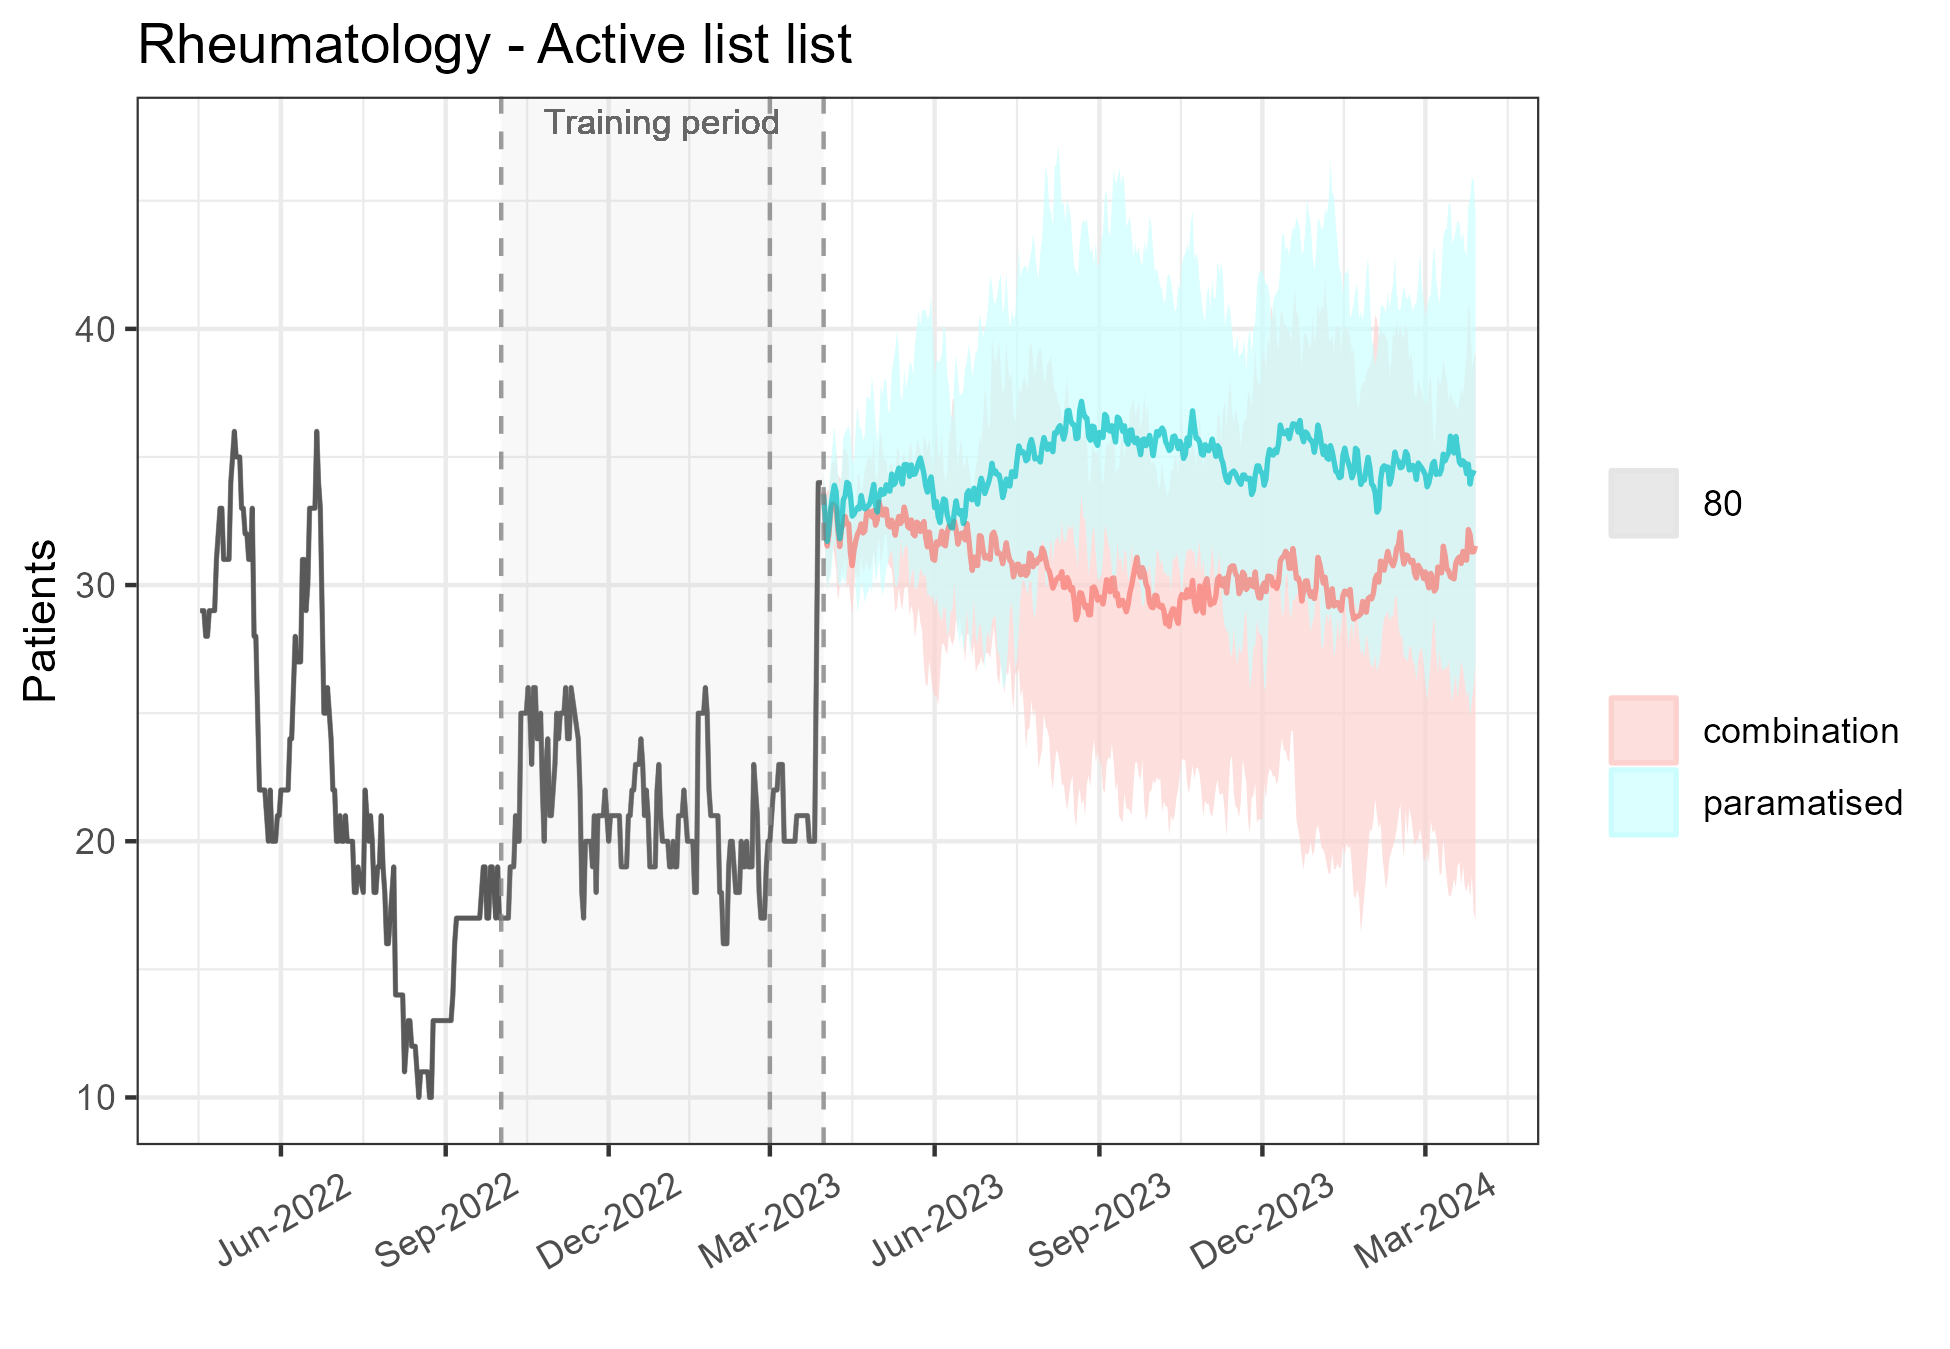 Rheumatology - Active list list
Training period
Patients
40
30
20
10
Jun-2022
Sep-2022
Dec-2022
Mar-2023
Jun-2023
Sep-2023
Dec-2023
Mar-2024
80
combination
paramatised